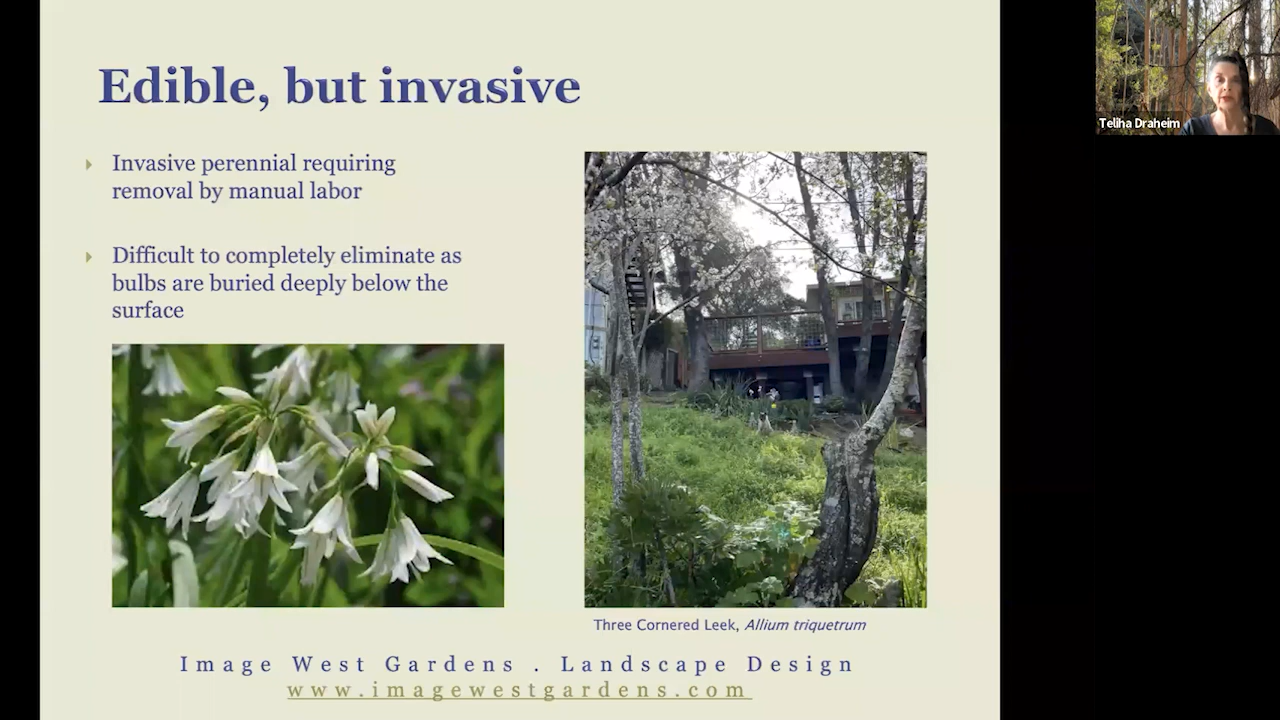 Edible, but invasive
Teliha Draheim
Invasive perennial requiring
removal by manual labor
Difficult to completely eliminate as
bulbs are buried deeply below the
surface
Three Cornered Leek, Allium triquetrum
Image West Gardens . Landscape Design
www.imagewestgardens.com